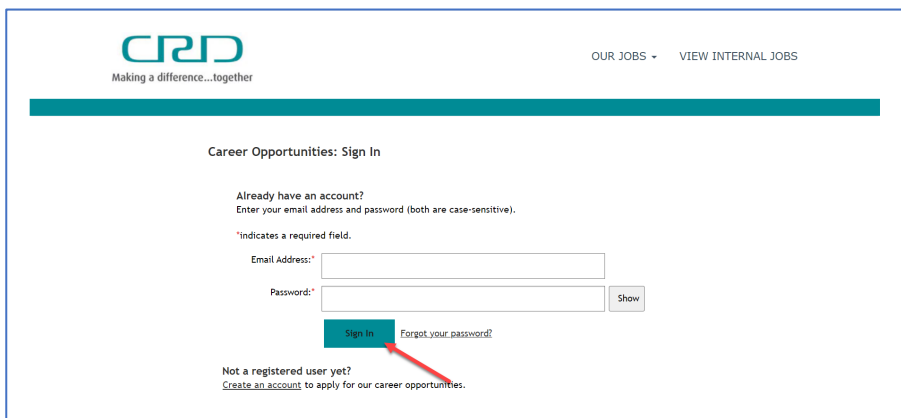 CRD
Making a difference...together
OUR JOBS
VIEW INTERNAL JOBS
Career Opportunities: Sign In
Already have an account?
Enter your email address and password (both are case-sensitive).
*indicates a required field.
Email Address:*
Password:*
Show
Sign In
Forgot your password?
Not a registered user yet?
Create an account to apply for our career opportunities.